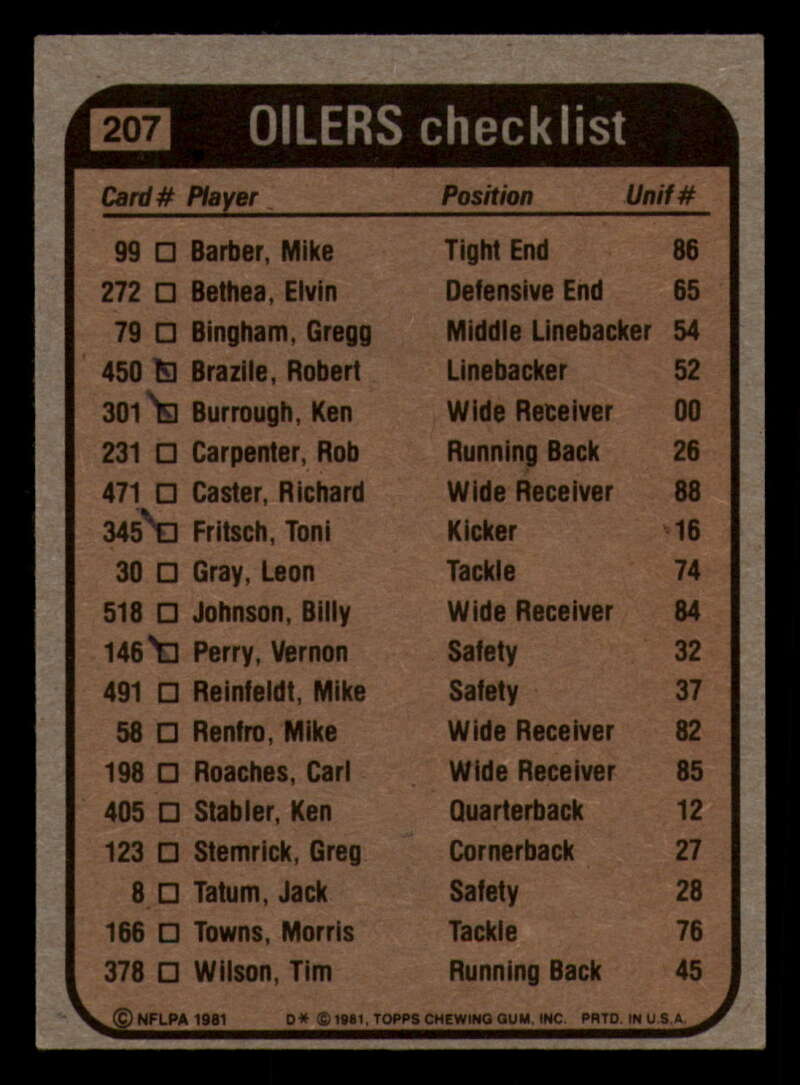 207 OILERS checklist
Card # Player Position Unif #
99 □ Barber, Mike Tight End 86
272 □ Bethea, Elvin Defensive End 65
79 □ Bingham, Gregg Middle Linebacker 54
450 □ Brazile, Robert Linebacker 52
301 □ Burrough, Ken Wide Receiver 00
231 □ Carpenter, Rob Running Back 26
471 □ Caster, Richard Wide Receiver 88
345 □ Fritsch, Toni Kicker 16
30 □ Gray, Leon Tackle 74
518 □ Johnson, Billy Wide Receiver 84
146 □ Perry, Vernon Safety 32
491 □ Reinfeldt, Mike Safety 37
58 □ Renfro, Mike Wide Receiver 82
198 □ Roaches, Carl Wide Receiver 85
405 □ Stabler, Ken Quarterback 12
123 □ Stemrick, Greg Cornerback 27
8 □ Tatum, Jack Safety 28
166 □ Towns, Morris Tackle 76
378 □ Wilson, Tim Running Back 45
© NFLPA 1981 D* © 1981, TOPPS CHEWING GUM, INC. PRTD. IN U.S.A.